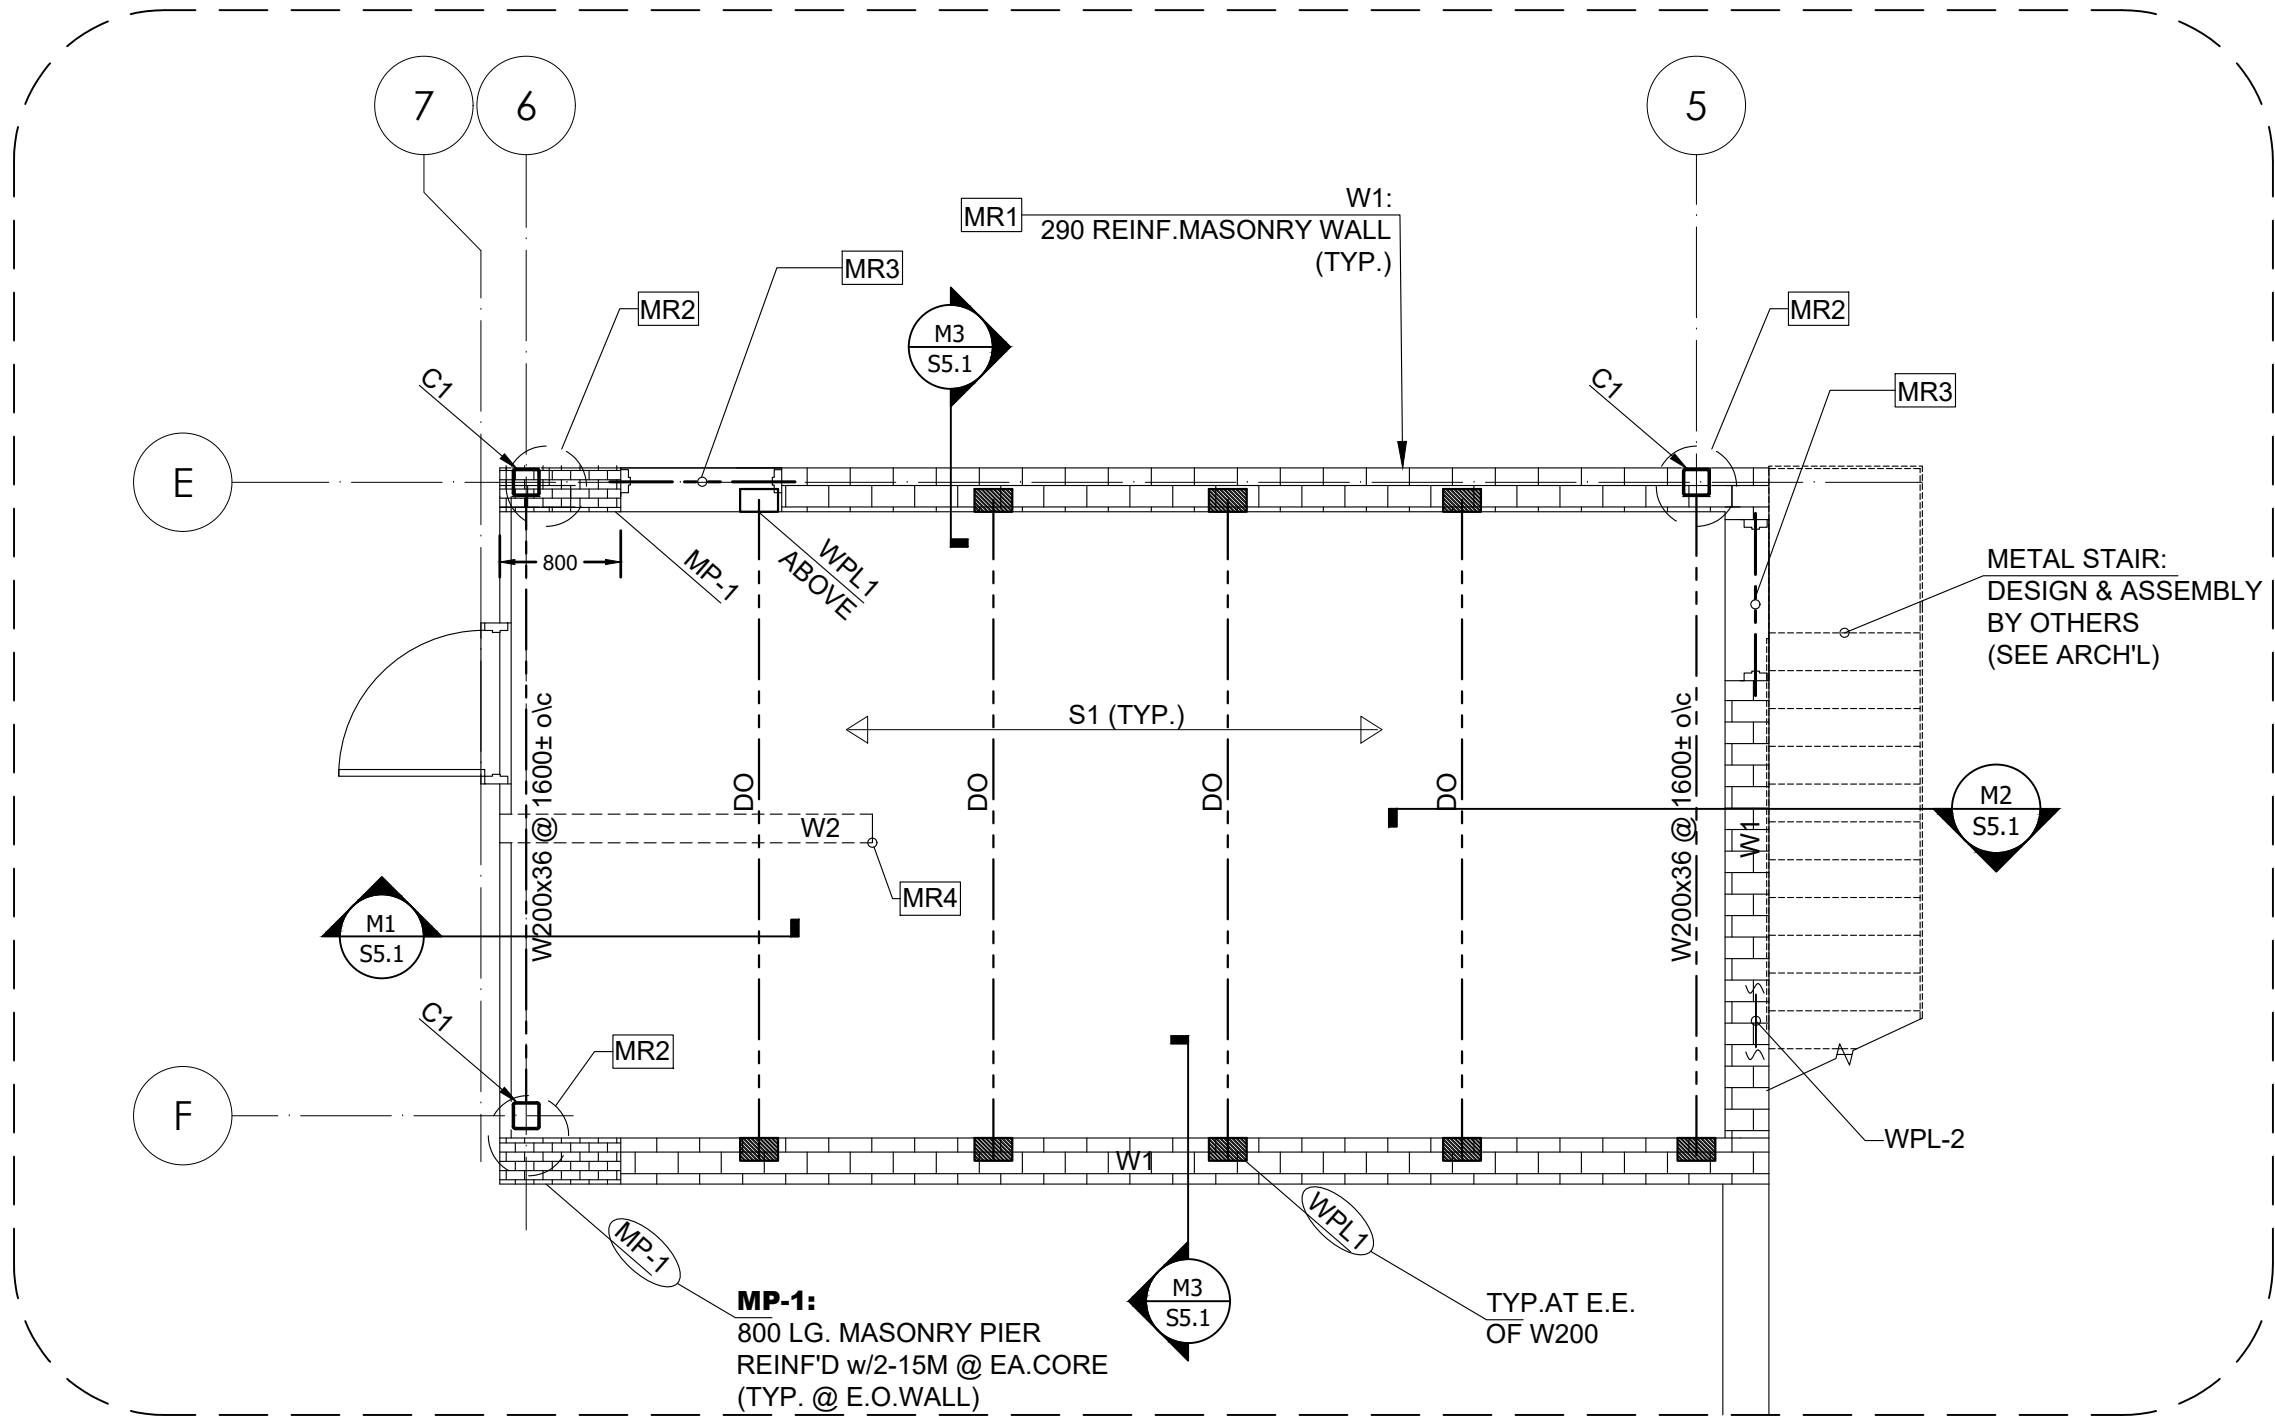 7
6
5
W1:
MR1
290 REINF.MASONRY WALL
(TYP.)
MR3
MR2
MR2
M3
S5.1
C1
C1
MR3
E
800
MP-1
WPL1
ABOVE
METAL STAIR:
DESIGN & ASSEMBLY
BY OTHERS
(SEE ARCH'L)
S1 (TYP.)
W200x36 @ 1600± o\c
DO
DO
DO
DO
W200x36 @ 1600± o\c
W2
W1
M2
S5.1
MR4
M1
S5.1
C1
MR2
F
WPL-2
W1
MP-1
WPL1
MP-1:
800 LG. MASONRY PIER
REINF'D w/2-15M @ EA.CORE
(TYP. @ E.O.WALL)
M3
S5.1
TYP.AT E.E.
OF W200